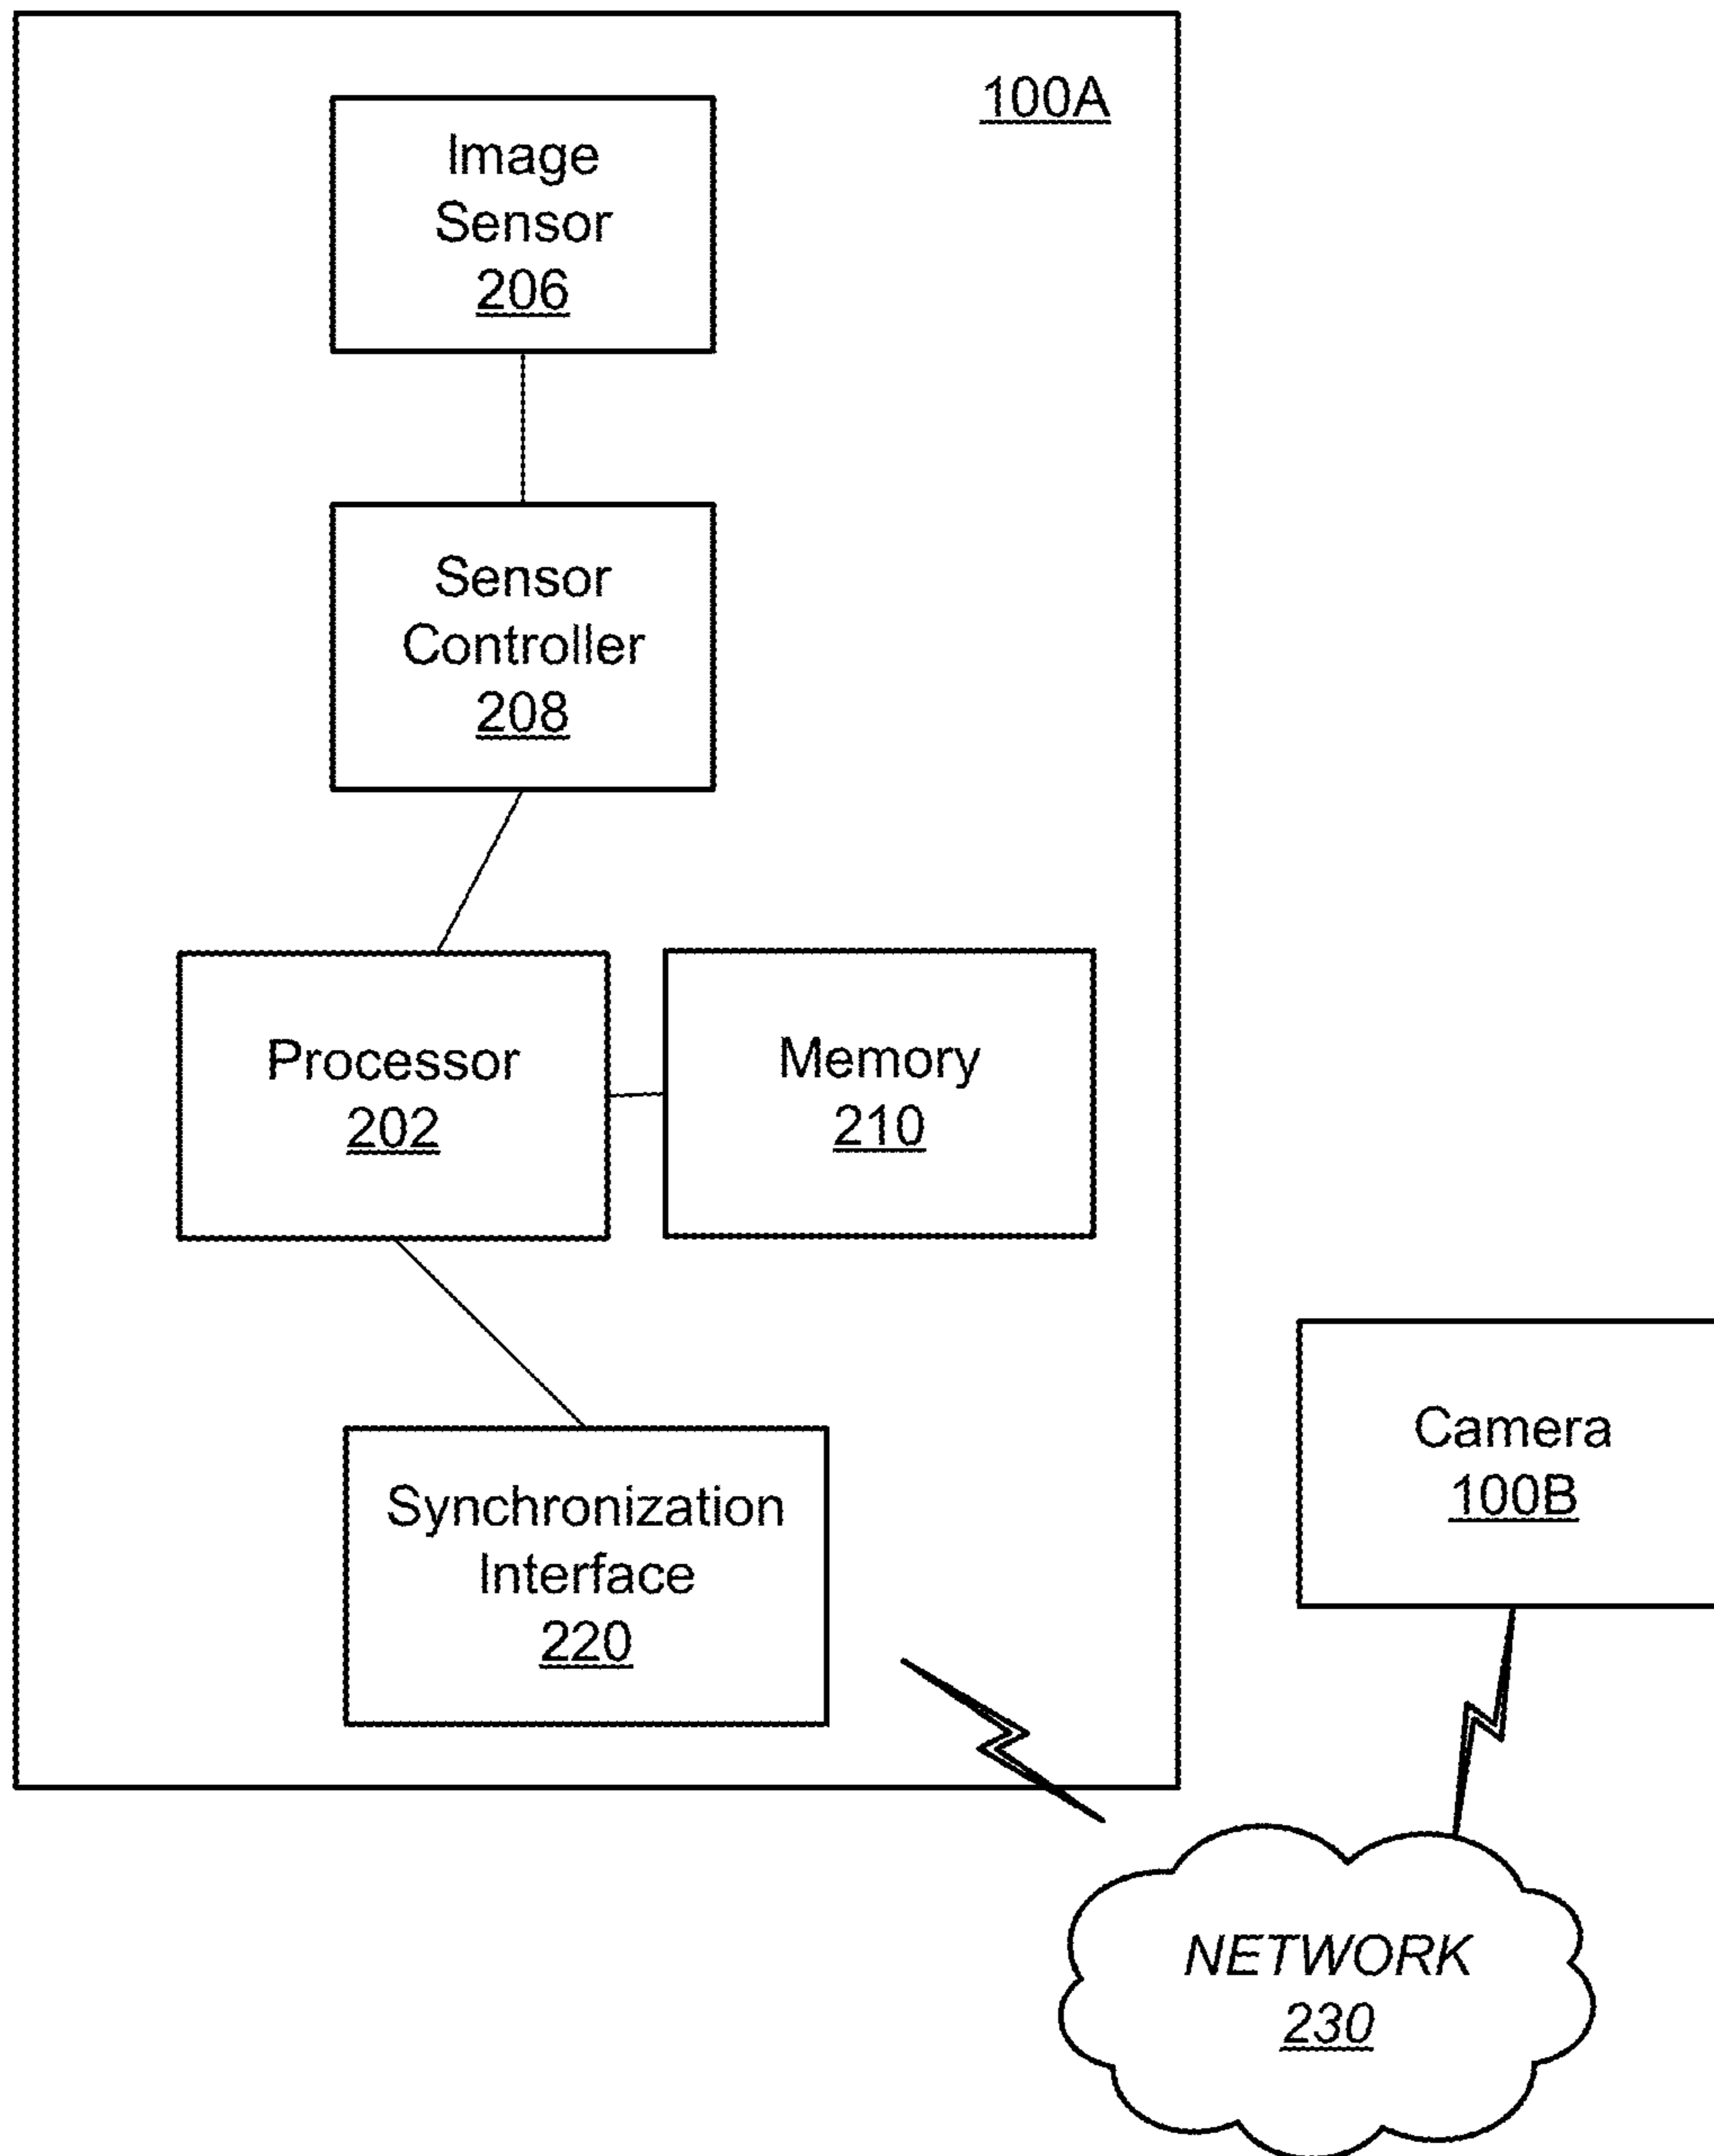 100A
Image
Sensor
206
Sensor
Controller
208
Processor
202
Memory
210
Synchronization
Interface
220
Camera
100B
NETWORK
230